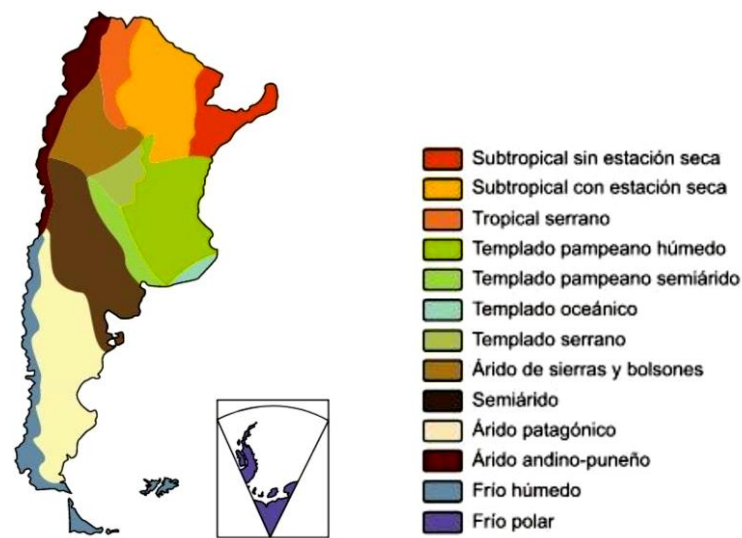 Subtropical sin estación seca
Subtropical con estación seca
Tropical serrano
Templado pampeano húmedo
Templado pampeano semiárido
Templado oceánico
Templado serrano
Árido de sierras y bolsones
Semiárido
Árido patagónico
Árido andino-puneño
Frío húmedo
Frío polar